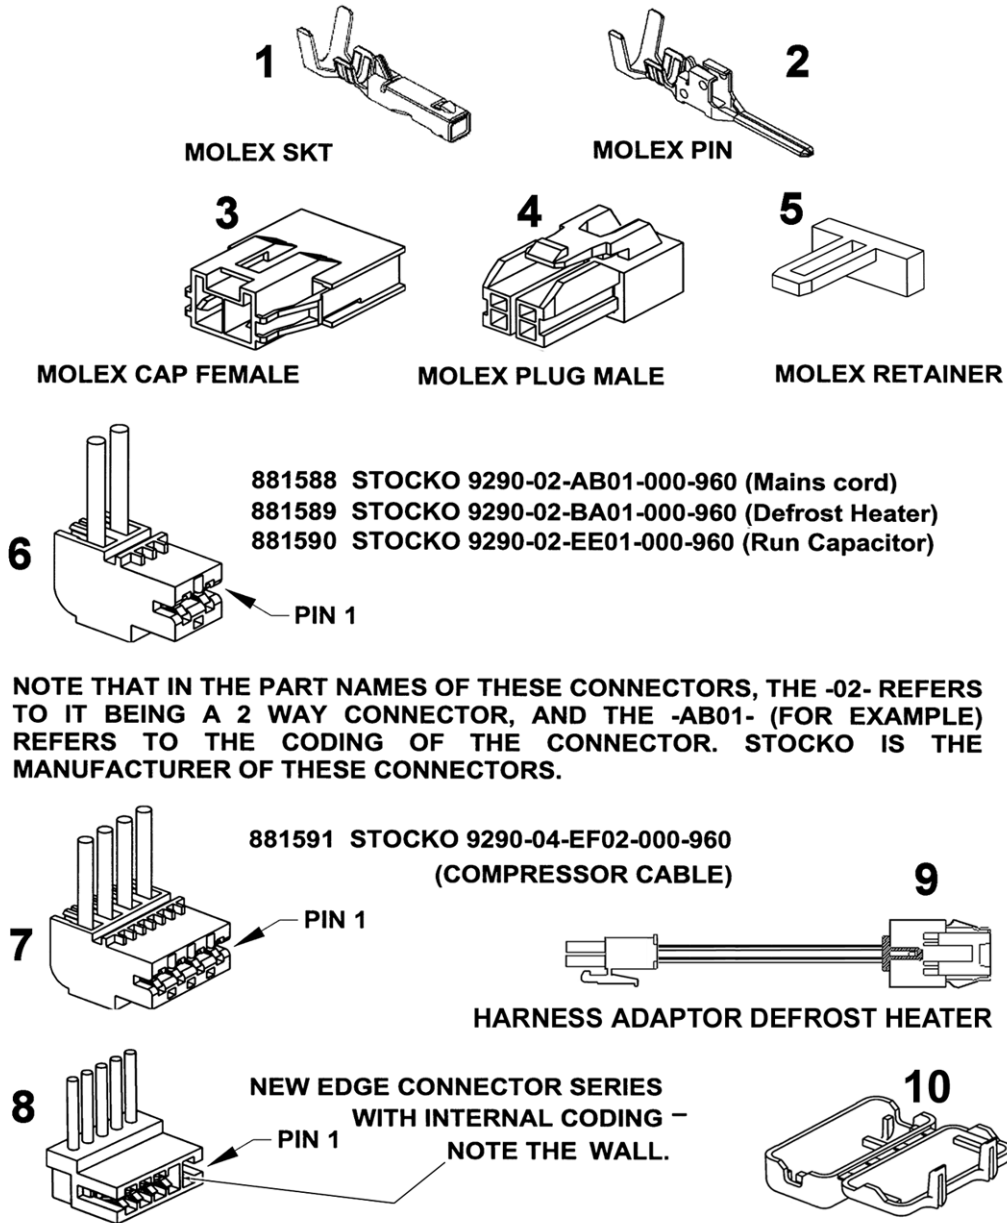 1
2
MOLEX SKT
MOLEX PIN
3
4
5
MOLEX CAP FEMALE
MOLEX PLUG MALE
MOLEX RETAINER
6
881588 STOCKO 9290-02-AB01-000-960 (Mains cord)
881589 STOCKO 9290-02-BA01-000-960 (Defrost Heater)
881590 STOCKO 9290-02-EE01-000-960 (Run Capacitor)
PIN 1
NOTE THAT IN THE PART NAMES OF THESE CONNECTORS, THE -02- REFERS
TO IT BEING A 2 WAY CONNECTOR, AND THE -AB01- (FOR EXAMPLE)
REFERS TO THE CODING OF THE CONNECTOR. STOCKO IS THE
MANUFACTURER OF THESE CONNECTORS.
7
881591 STOCKO 9290-04-EF02-000-960
(COMPRESSOR CABLE)
PIN 1
9
HARNESS ADAPTOR DEFROST HEATER
8
NEW EDGE CONNECTOR SERIES
WITH INTERNAL CODING –
NOTE THE WALL.
PIN 1
10